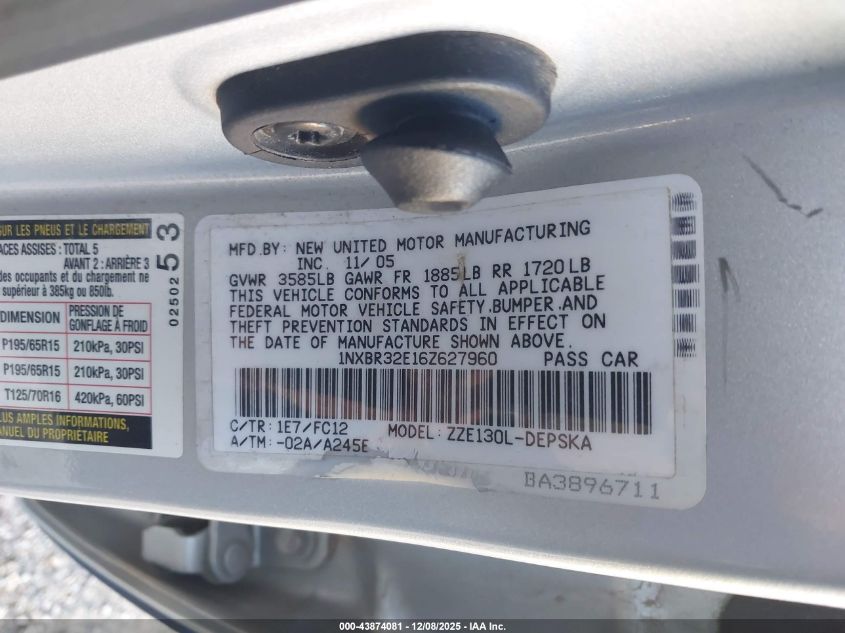 SUR LES PNEUS ET LE CHARGEMENT
ACES ASSISES : TOTAL 5
AVANT 2 : ARRIÈRE 3
des occupants et du chargement ne
supérieur à 385kg ou 850lb.
DIMENSION PRESSION DE GONFLAGE À FROID
P195/65R15 210kPa, 30PSI
P195/65R15 210kPa, 30PSI
T125/70R16 420kPa, 60PSI
PLUS AMPLES INFORMATIONS,
MANUEL DU PROPRIÉTAIRE
02502 53
MFD.BY: NEW UNITED MOTOR MANUFACTURING
INC. 11/05
GVWR 3585LB GAWR FR 1885LB RR 1720LB
THIS VEHICLE CONFORMS TO ALL APPLICABLE
FEDERAL MOTOR VEHICLE SAFETY,BUMPER,AND
THEFT PREVENTION STANDARDS IN EFFECT ON
THE DATE OF MANUFACTURE SHOWN ABOVE.
1NXBR32E16Z627960 PASS CAR
C/TR: 1E7/FC12
A/TM: -02A/A245E MODEL: ZZE130L-DEPSKA
BA3896711
000-43874081 - 12/08/2025 - IAA Inc.